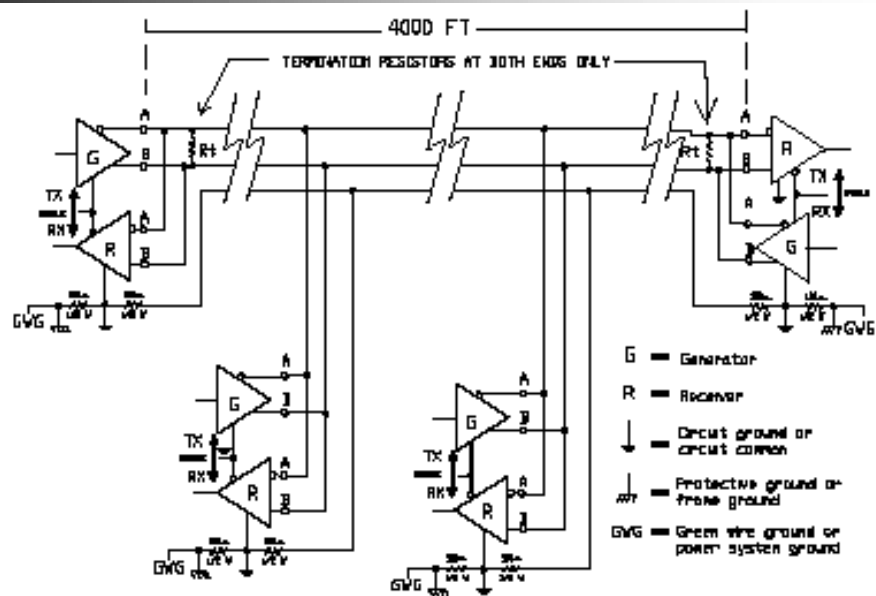 4000 FT
TERMINATION RESISTORS AT BOTH ENDS ONLY
A
A
G
Rt
Rt
R
B
B
TX
TX
RX
RX
A
A
R
G
B
GWG
GWG
A
A
G
G
B
TX
TX
RX
RX
A
A
R
R
B
GWG
GWG
G Generator
R Receiver
Circuit ground or
circuit common
Protective ground or
frame ground
GWG Green wire ground or
power system ground